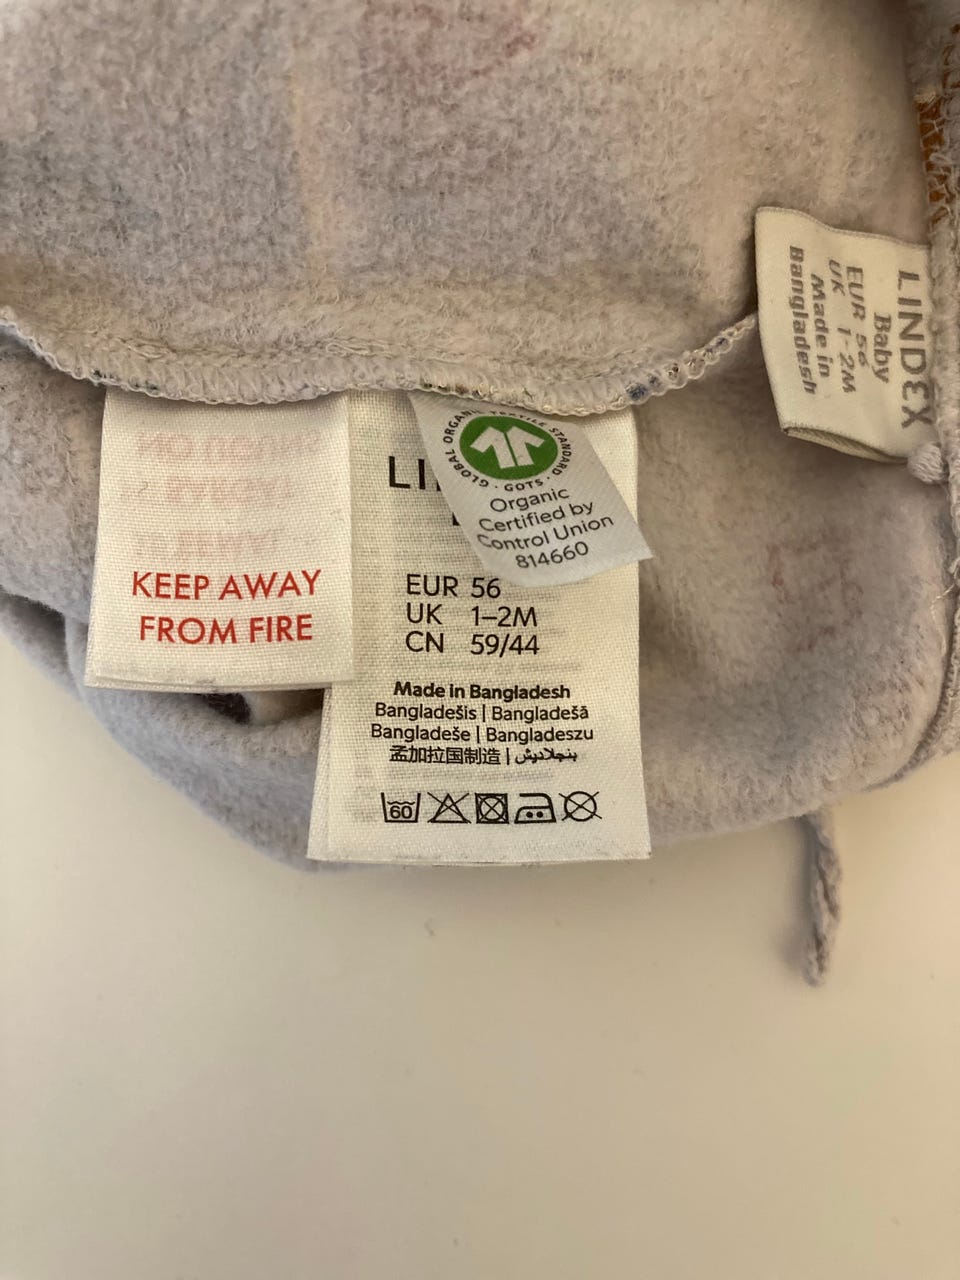 KEEP AWAY
FROM FIRE
LI
GLOBAL ORGANIC TEXTILE STANDARD
· GOTS ·
Organic
Certified by
Control Union
814660
EUR 56
UK 1–2M
CN 59/44
Made in Bangladesh
Bangladešis | Bangladešā
Bangladeše | Bangladeszu
孟加拉国制造 | بنجلاديش
60
LINDEX
Baby
EUR 56
UK 1-2M
Made in
Bangladesh